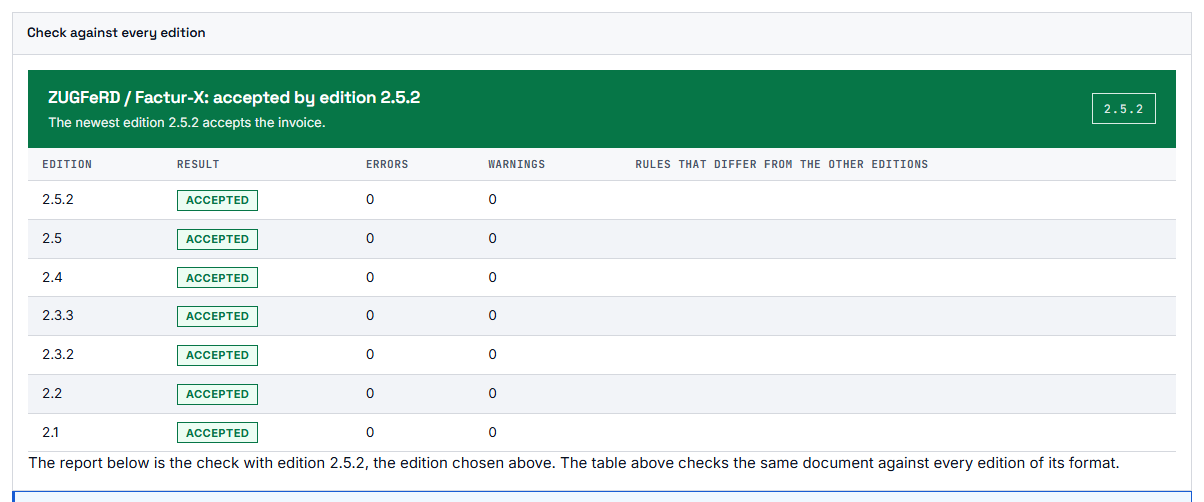 Check against every edition
ZUGFeRD / Factur-X: accepted by edition 2.5.2
The newest edition 2.5.2 accepts the invoice.
2.5.2
EDITION RESULT ERRORS WARNINGS RULES THAT DIFFER FROM THE OTHER EDITIONS
2.5.2 ACCEPTED 0 0
2.5 ACCEPTED 0 0
2.4 ACCEPTED 0 0
2.3.3 ACCEPTED 0 0
2.3.2 ACCEPTED 0 0
2.2 ACCEPTED 0 0
2.1 ACCEPTED 0 0
The report below is the check with edition 2.5.2, the edition chosen above. The table above checks the same document against every edition of its format.